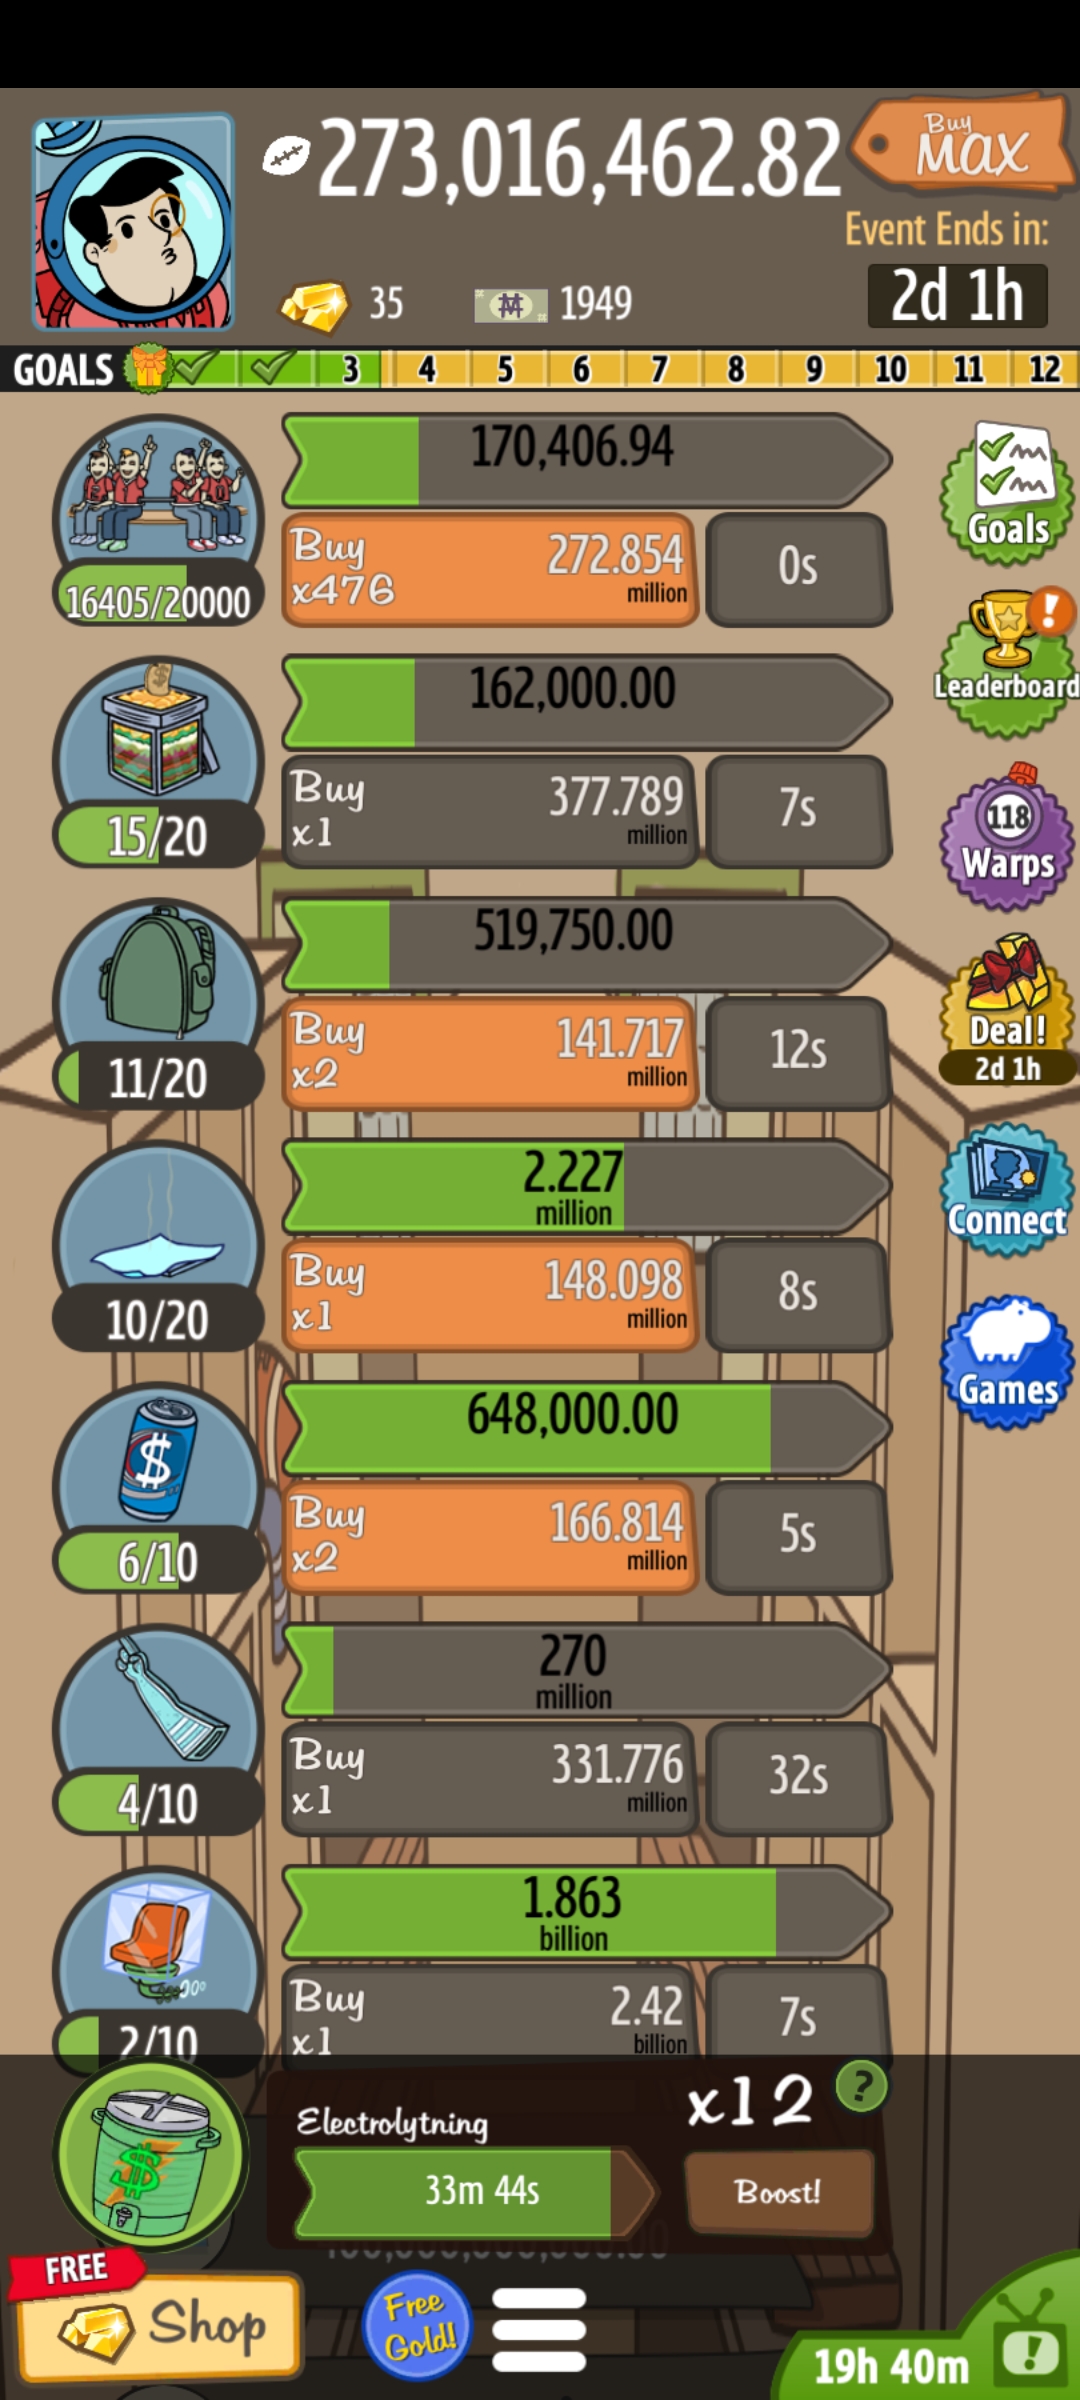 273,016,462.82
Buy
MAX
Event Ends in:
2d 1h
35
1949
GOALS 3 4 5 6 7 8 9 10 11 12
170,406.94
16405/20000
Buy
x476
272.854
million
0s
Goals
162,000.00
15/20
Buy
x1
377.789
million
7s
!
Leaderboard
519,750.00
11/20
Buy
x2
141.717
million
12s
118
Warps
Deal!
2d 1h
2.227
million
10/20
Buy
x1
148.098
million
8s
Connect
648,000.00
6/10
$
Buy
x2
166.814
million
5s
Games
270
million
4/10
Buy
x1
331.776
million
32s
1.863
billion
2/10
Buy
x1
2.42
billion
7s
$
Electrolytning
33m 44s
x12
?
Boost!
FREE
Shop
Free
Gold!
19h 40m
!